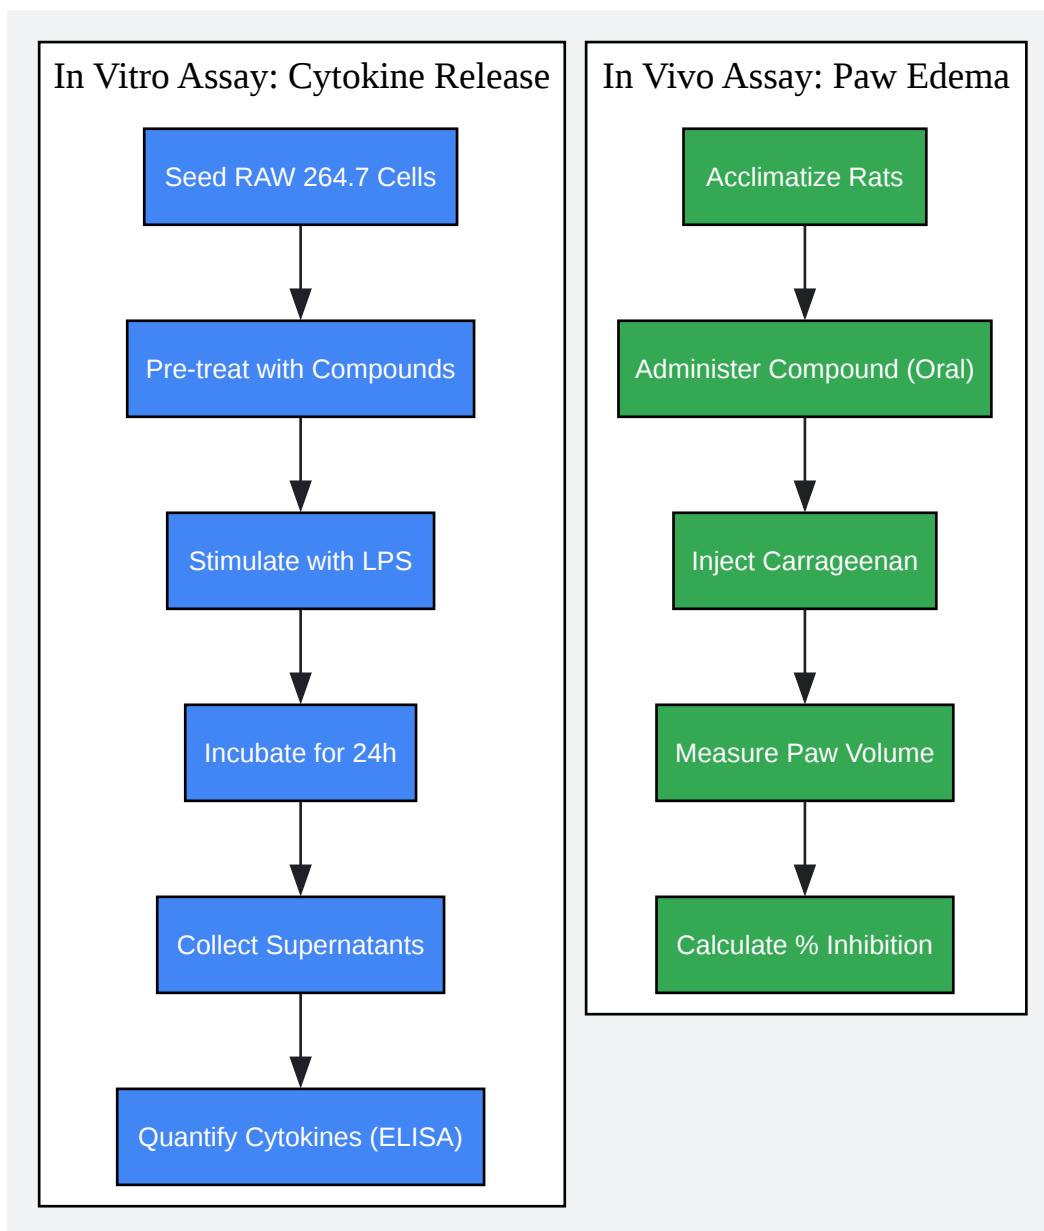 In Vitro Assay: Cytokine Release
Seed RAW 264.7 Cells
Pre-treat with Compounds
Stimulate with LPS
Incubate for 24h
Collect Supernatants
Quantify Cytokines (ELISA)
In Vivo Assay: Paw Edema
Acclimatize Rats
Administer Compound (Oral)
Inject Carrageenan
Measure Paw Volume
Calculate % Inhibition